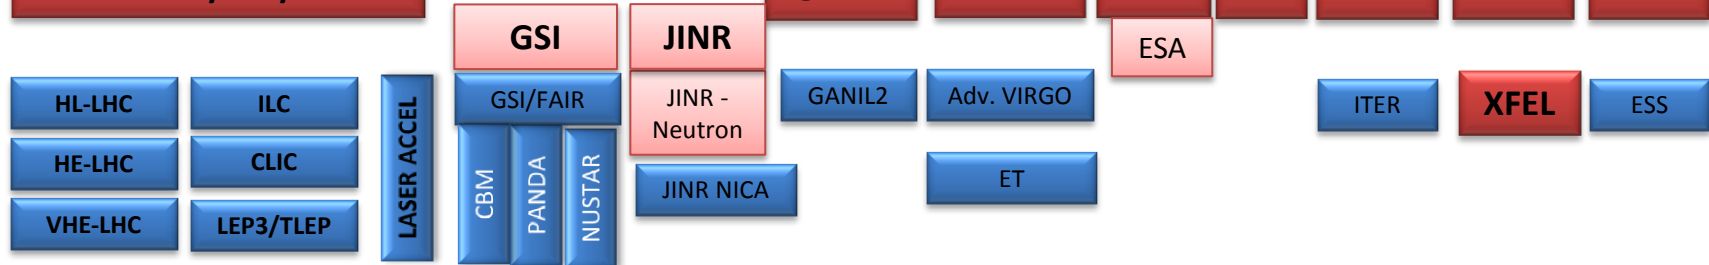 GSI
JINR
ESA
HL-LHC
ILC
LASER ACCEL
GSI/FAIR
JINR -
Neutron
GANIL2
Adv. VIRGO
ITER
XFEL
ESS
HE-LHC
CLIC
CBM
PANDA
NUSTAR
JINR NICA
ET
VHE-LHC
LEP3/TLEP